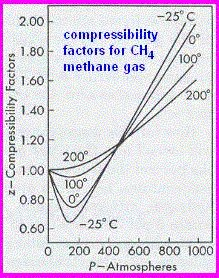 2.00
1.80
1.60
1.40
1.20
1.00
0.80
0.60
z-Compressibility Factors
compressibility
factors for CH4
methane gas
-25°C
0°
100°
200°
200°
100°
0°
-25°C
0 200 400 600 800 1000
P-Atmospheres